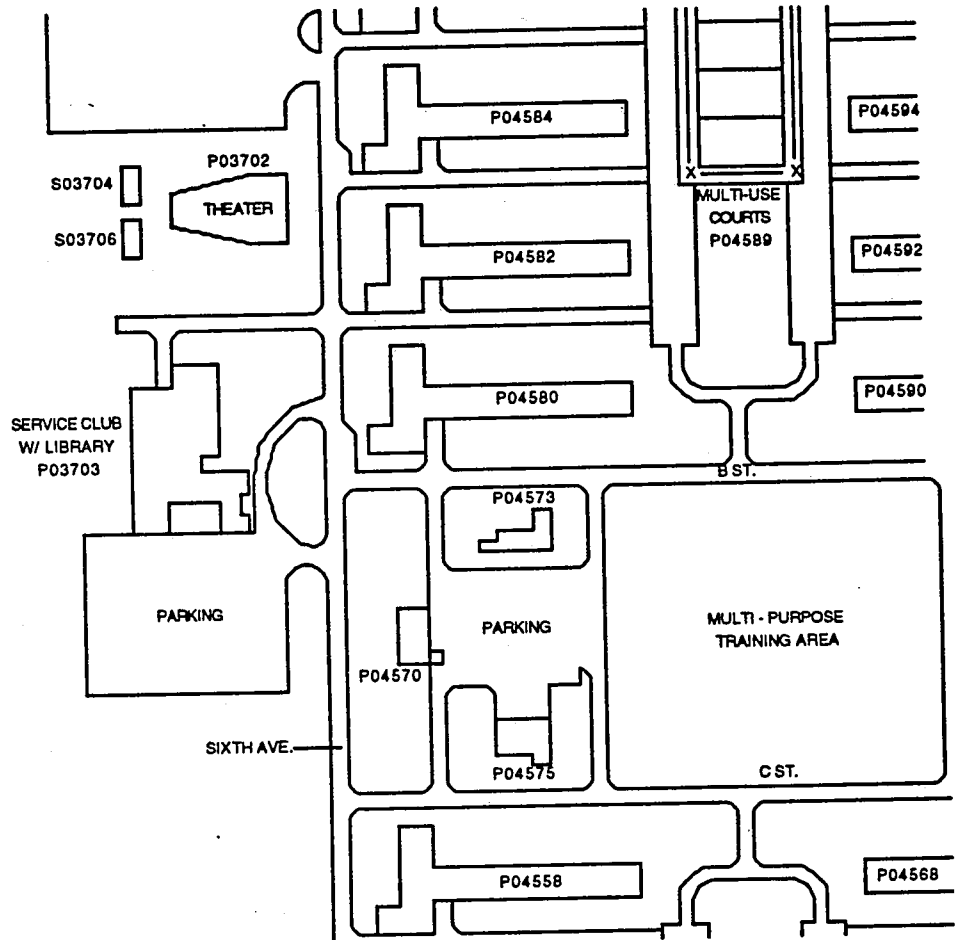 P04584
P04594
P03702
S03704
THEATER
MULTI-USE
COURTS
P04589
S03706
P04582
P04592
P04580
P04590
SERVICE CLUB
W/ LIBRARY
P03703
B ST.
P04573
PARKING
PARKING
MULTI - PURPOSE
TRAINING AREA
P04570
SIXTH AVE.
P04575
C ST.
P04558
P04568
X
X